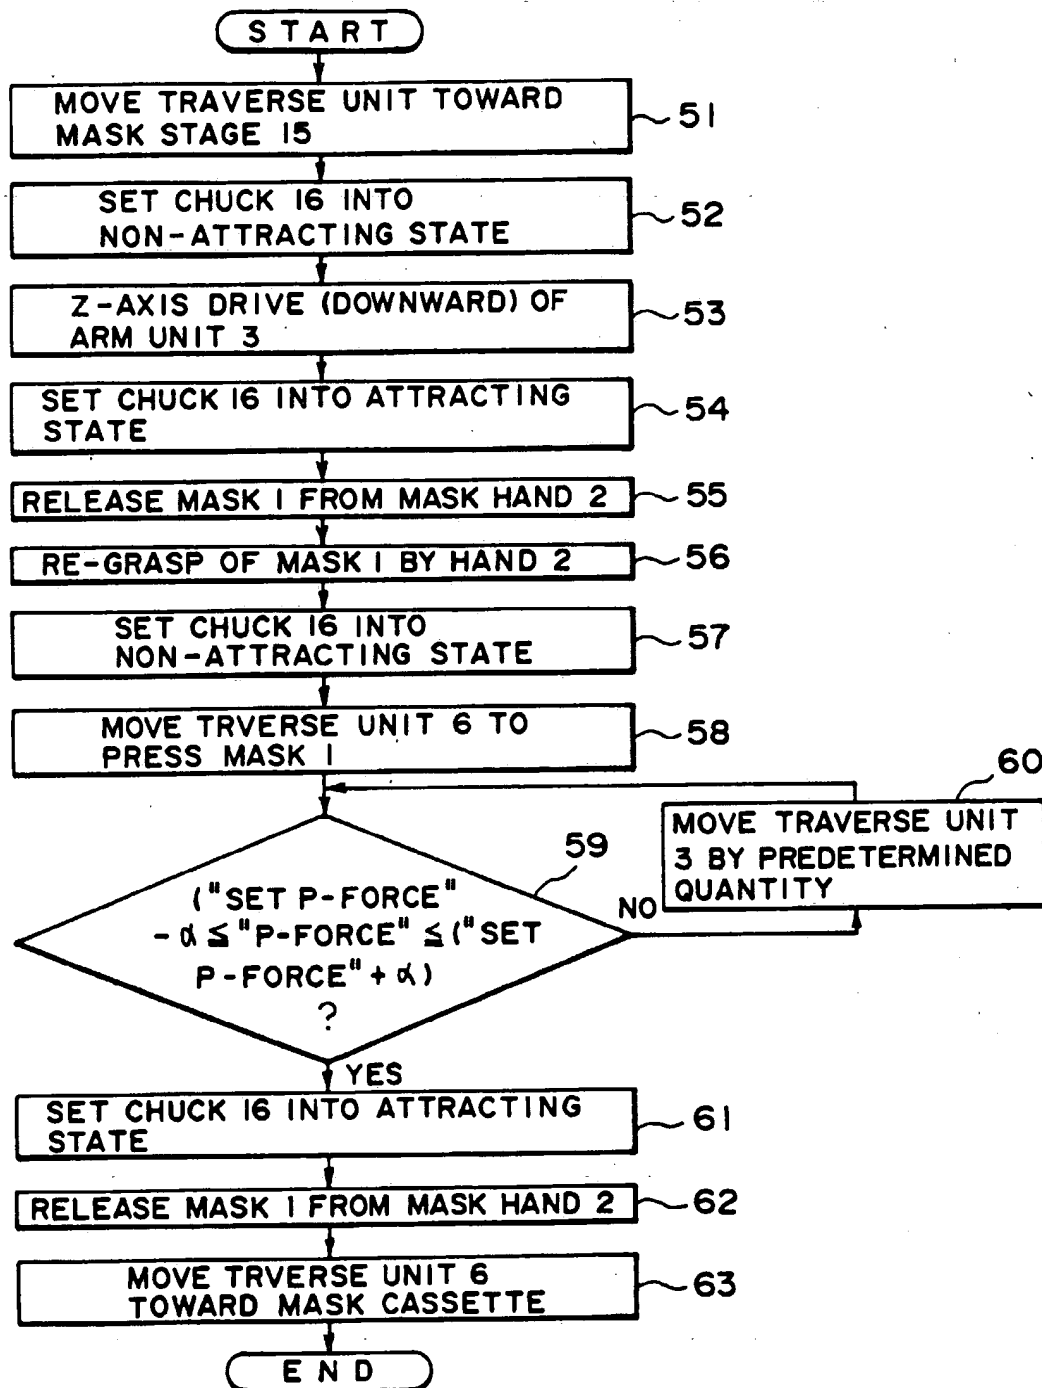 START
MOVE TRAVERSE UNIT TOWARD
MASK STAGE 15
51
SET CHUCK 16 INTO
NON-ATTRACTING STATE
52
Z-AXIS DRIVE (DOWNWARD) OF
ARM UNIT 3
53
SET CHUCK 16 INTO ATTRACTING
STATE
54
RELEASE MASK 1 FROM MASK HAND 2
55
RE-GRASP OF MASK 1 BY HAND 2
56
SET CHUCK 16 INTO
NON-ATTRACTING STATE
57
MOVE TRVERSE UNIT 6 TO
PRESS MASK 1
58
60
MOVE TRAVERSE UNIT
3 BY PREDETERMINED
QUANTITY
59
("SET P-FORCE"
- α ≤ "P-FORCE" ≤ ("SET
P-FORCE" + α)
?
NO
YES
SET CHUCK 16 INTO ATTRACTING
STATE
61
RELEASE MASK 1 FROM MASK HAND 2
62
MOVE TRVERSE UNIT 6
TOWARD MASK CASSETTE
63
END